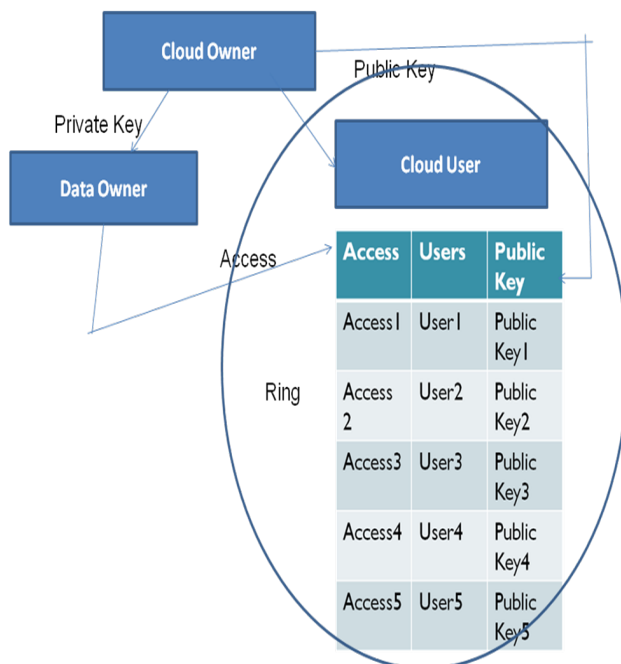 Cloud Owner
Public Key
Private Key
Cloud User
Data Owner
Access
Access Users Public
Key
Access1 User1 Public
Key1
Access User2 Public
2 Key2
Ring
Access3 User3 Public
Key3
Access4 User4 Public
Key4
Access5 User5 Public
Key5